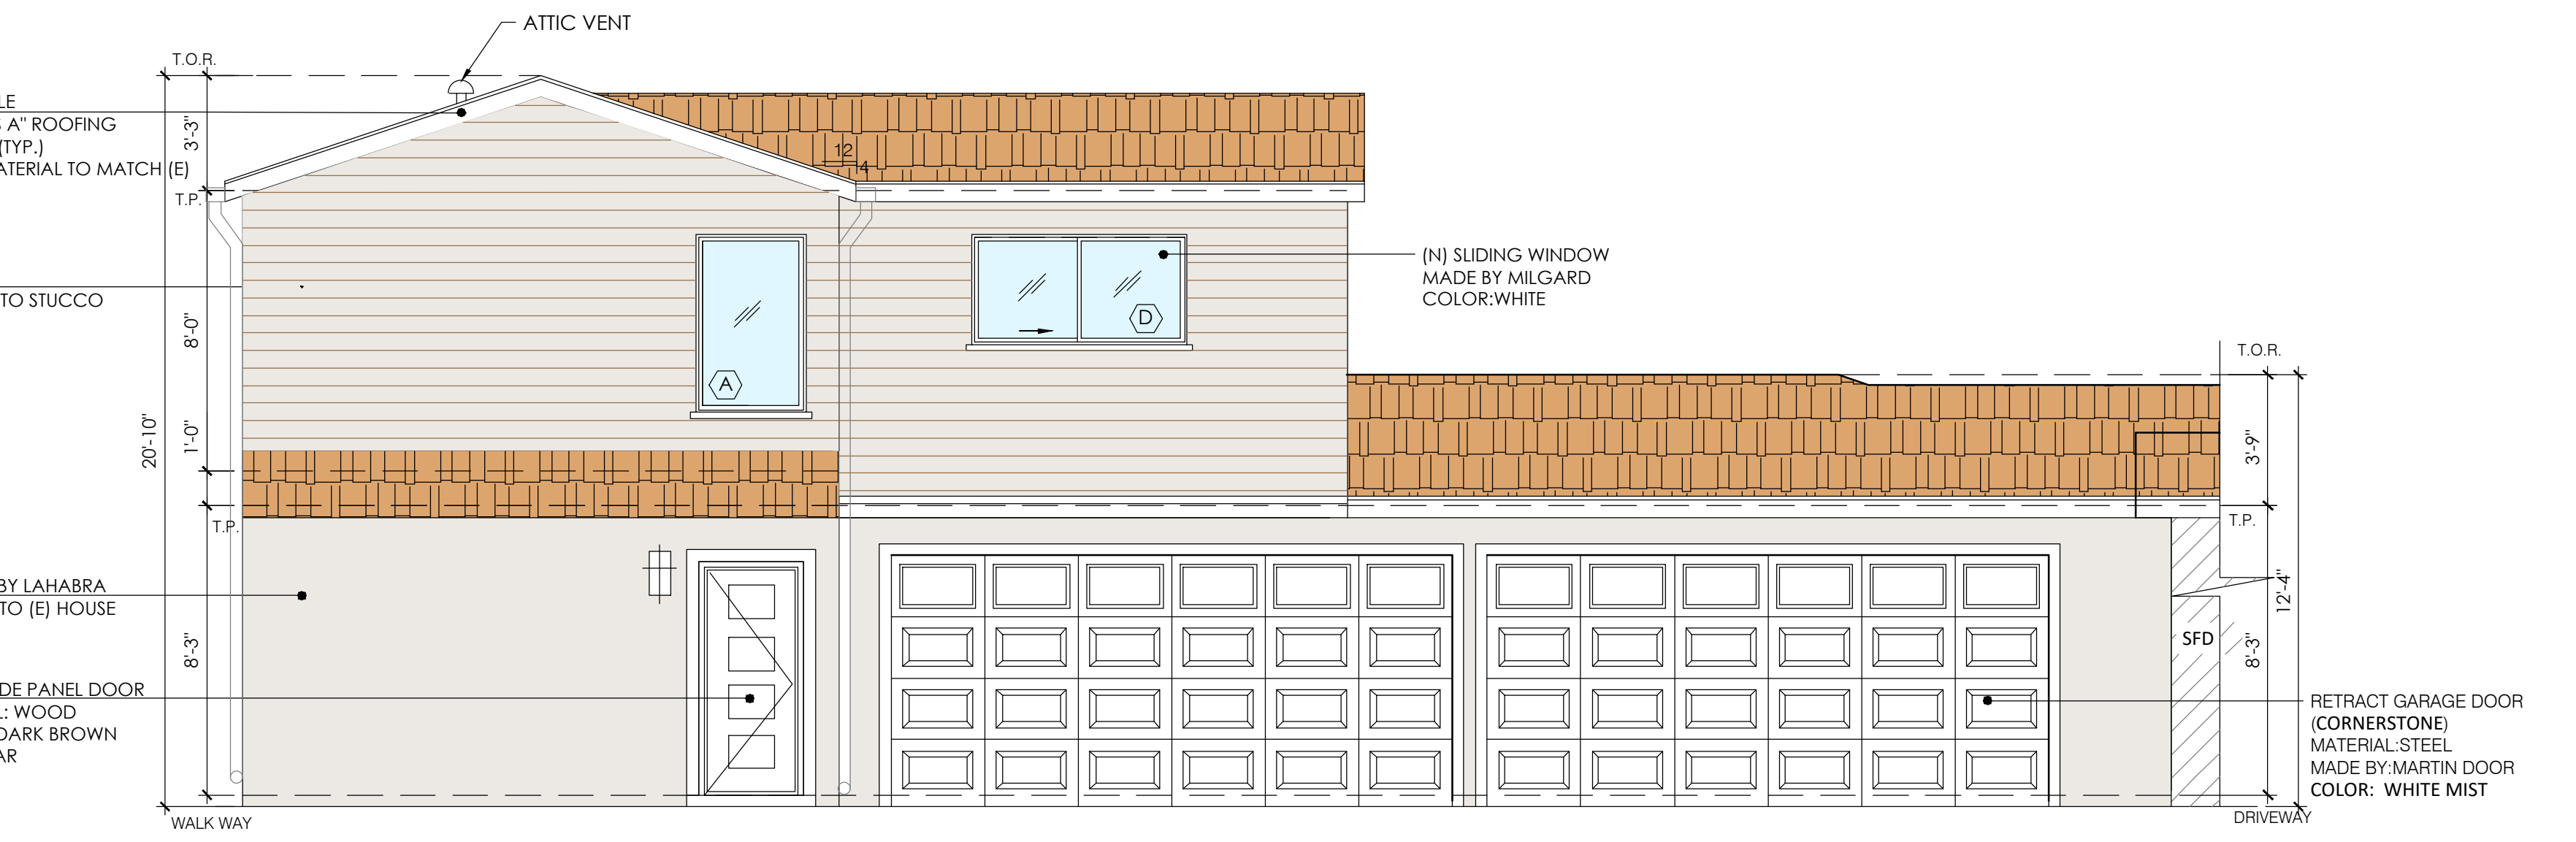 ATTIC VENT
T.O.R.
LE
S A" ROOFING
(TYP.)
ATERIAL TO MATCH (E)
3'-3"
T.P.
12
4
TO STUCCO
8'-0"
(N) SLIDING WINDOW
MADE BY MILGARD
COLOR:WHITE
A
D
20'-10"
1'-0"
T.O.R.
3'-9"
T.P.
T.P.
BY LAHABRA
TO (E) HOUSE
8'-3"
12'-4"
SFD
8'-3"
DE PANEL DOOR
L: WOOD
DARK BROWN
AR
RETRACT GARAGE DOOR
(CORNERSTONE)
MATERIAL:STEEL
MADE BY:MARTIN DOOR
COLOR: WHITE MIST
WALK WAY
DRIVEWAY